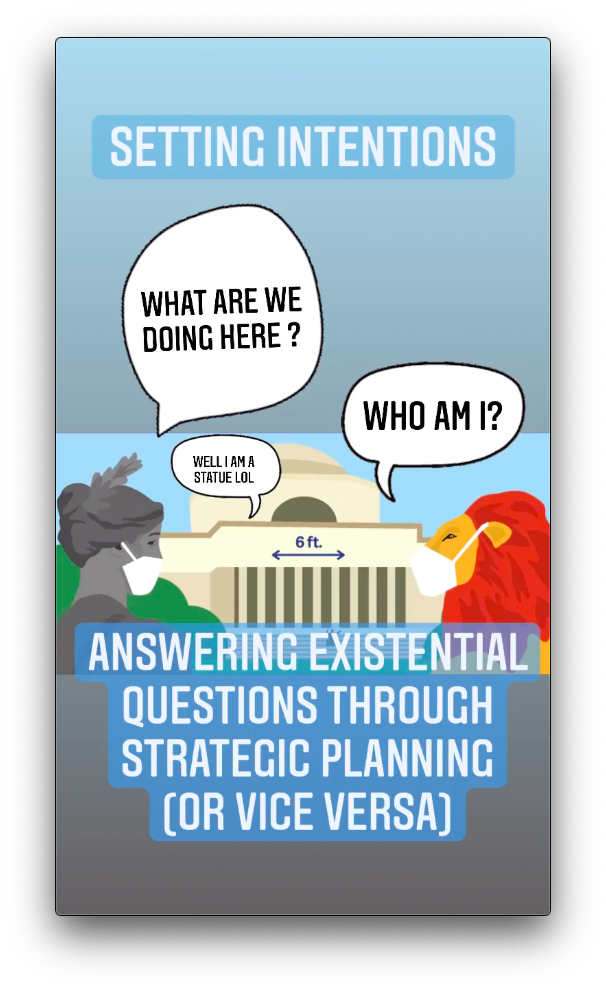 SETTING INTENTIONS
WHAT ARE WE
DOING HERE ?
WHO AM I?
WELL I AM A
STATUE LOL
6 ft.
ANSWERING EXISTENTIAL
QUESTIONS THROUGH
STRATEGIC PLANNING
(OR VICE VERSA)